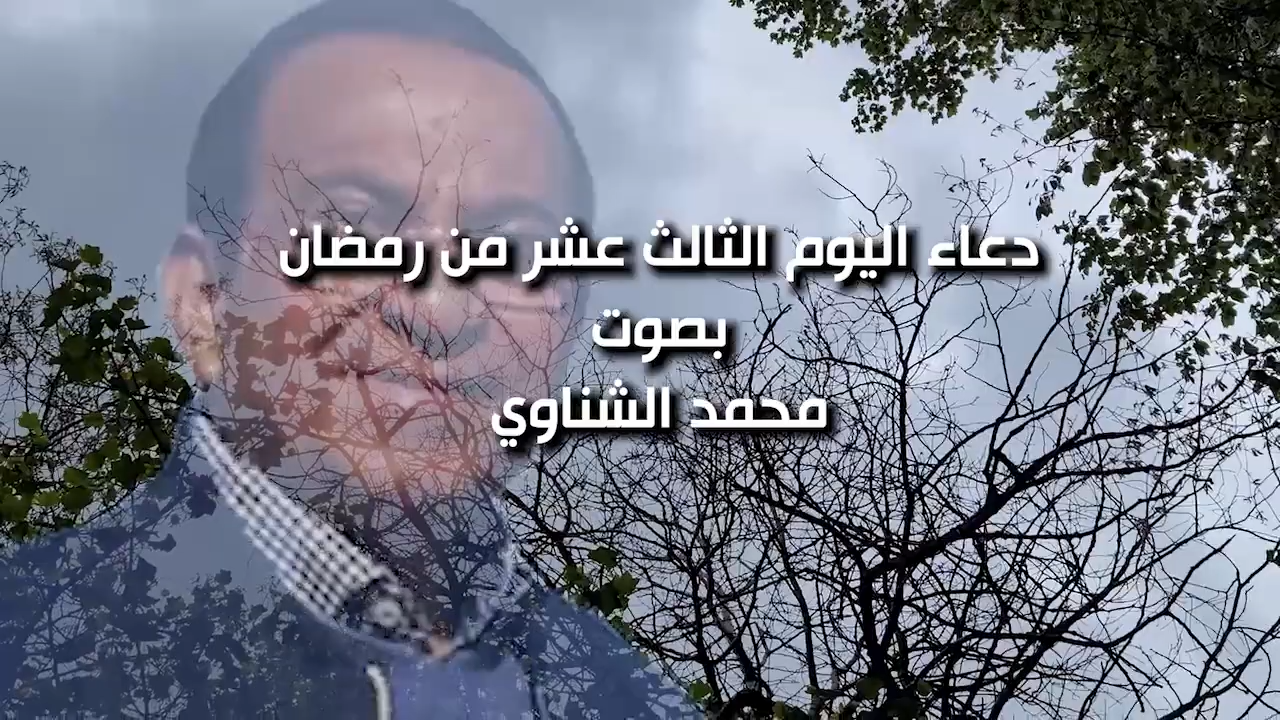 دعاء اليوم الثالث عشر من رمضان
بصوت
محمد الشناوي